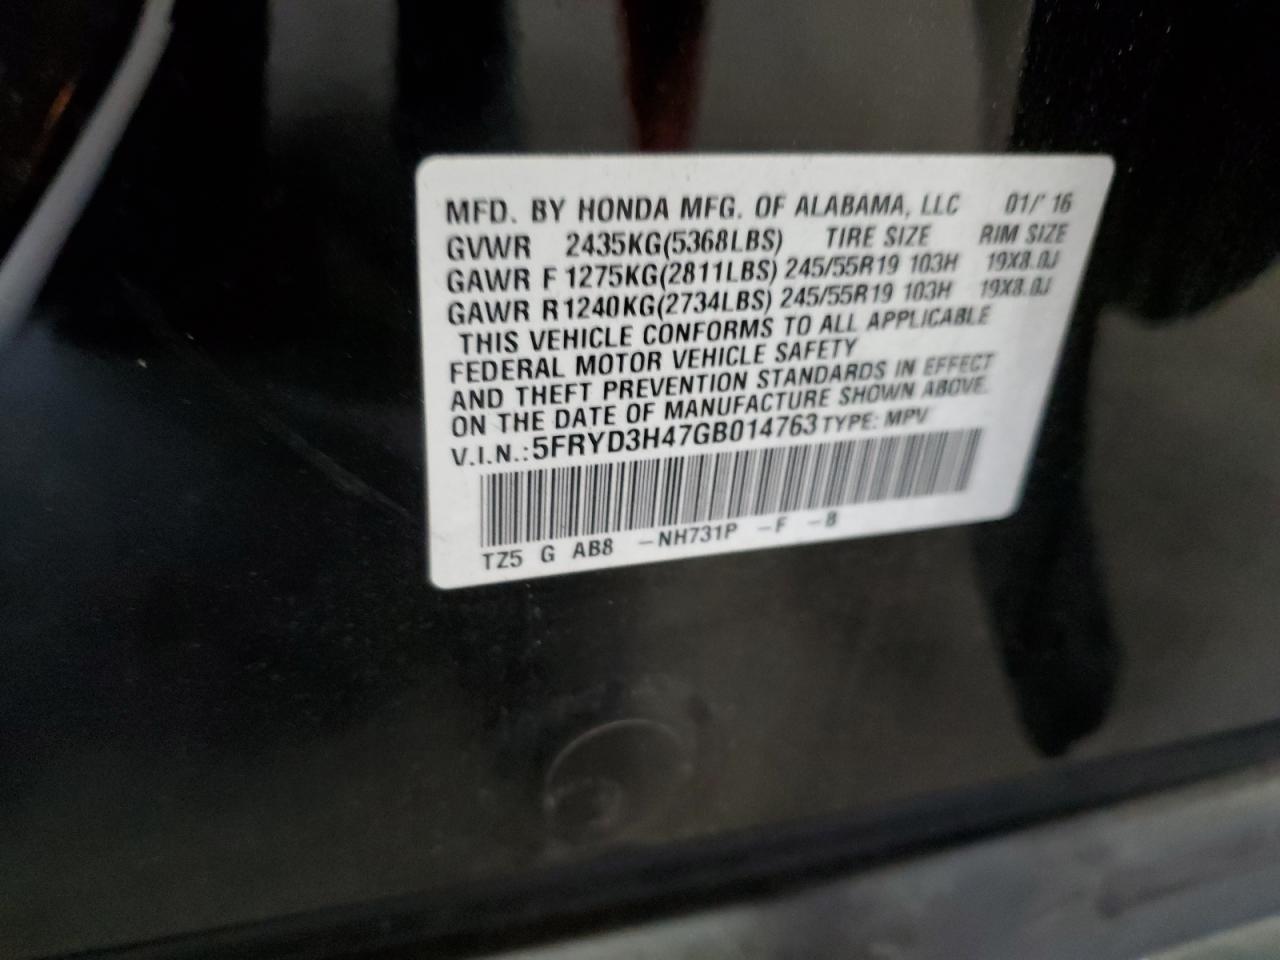 MFD. BY HONDA MFG. OF ALABAMA, LLC 01/'16
GVWR 2435KG(5368LBS) TIRE SIZE RIM SIZE
GAWR F 1275KG(2811LBS) 245/55R19 103H 19X8.0J
GAWR R 1240KG(2734LBS) 245/55R19 103H 19X8.0J
THIS VEHICLE CONFORMS TO ALL APPLICABLE
FEDERAL MOTOR VEHICLE SAFETY
AND THEFT PREVENTION STANDARDS IN EFFECT
ON THE DATE OF MANUFACTURE SHOWN ABOVE.
V.I.N.:5FRYD3H47GB014763 TYPE: MPV
TZ5 G AB8 -NH731P -F -8